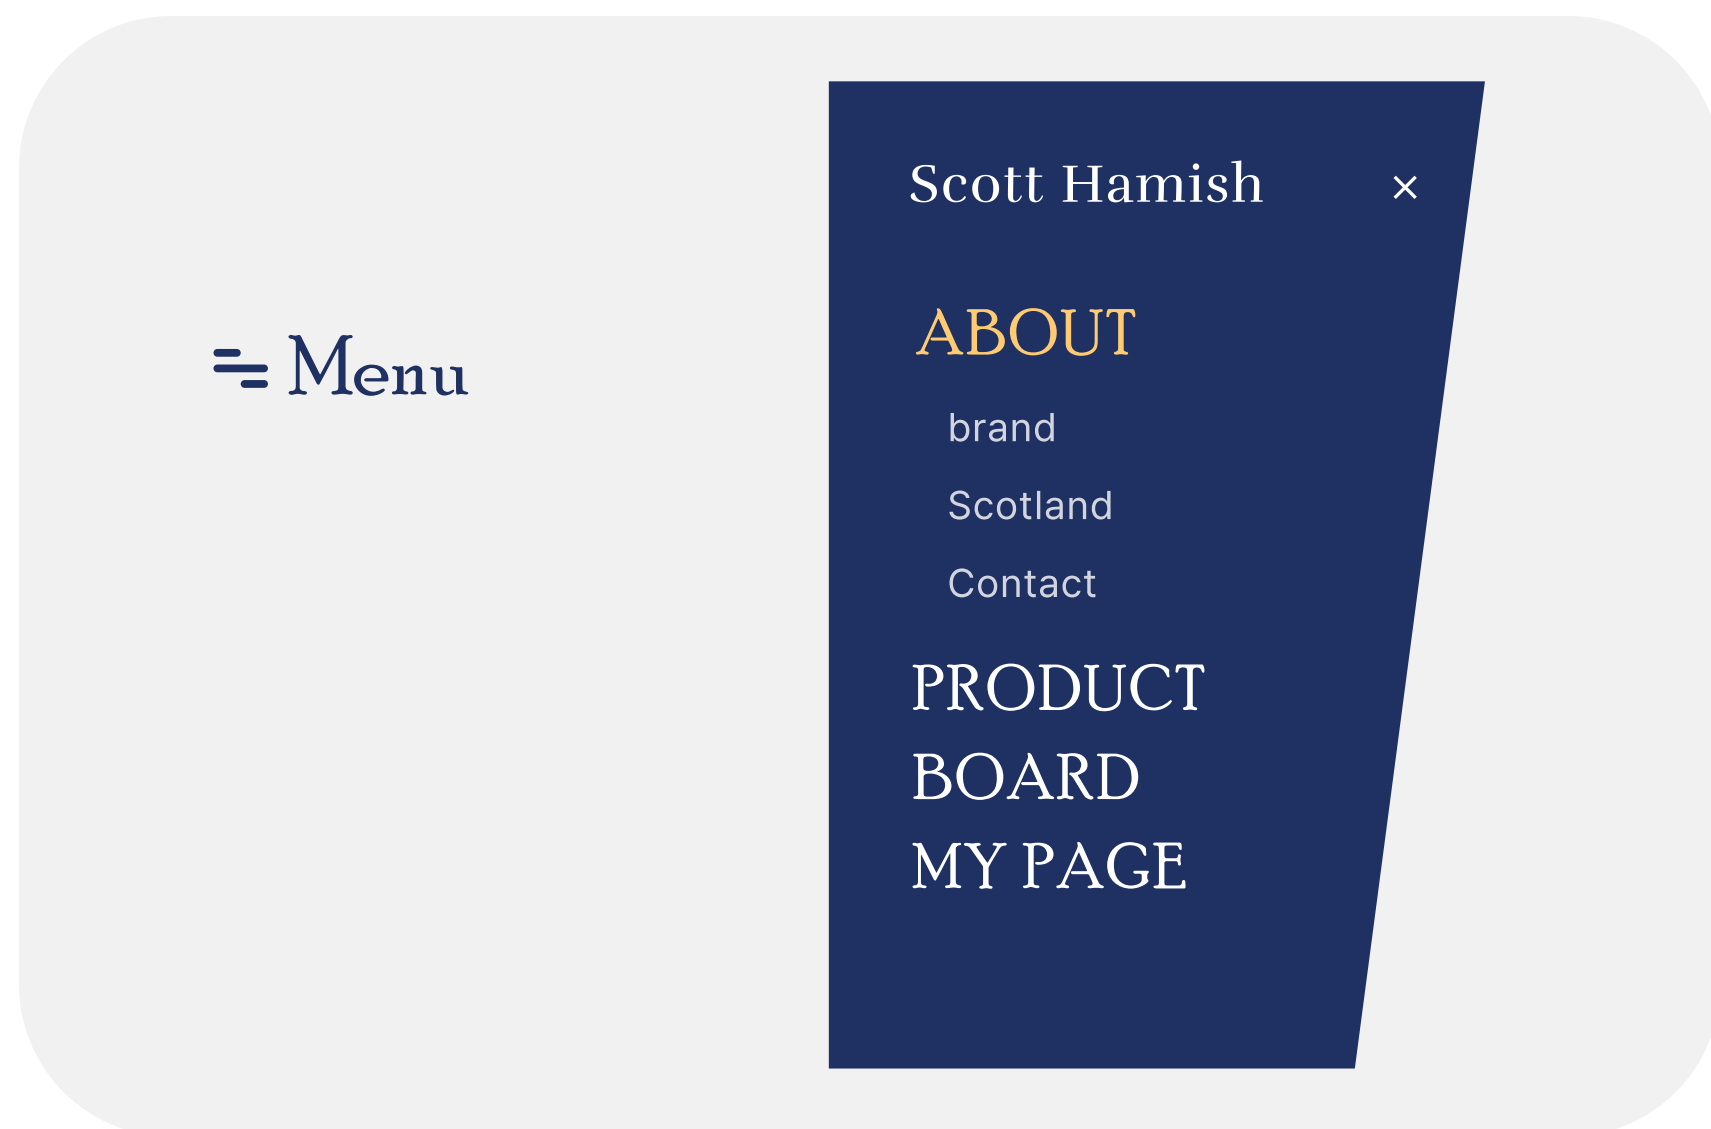 Menu
Scott Hamish ×
ABOUT
brand
Scotland
Contact
PRODUCT
BOARD
MY PAGE